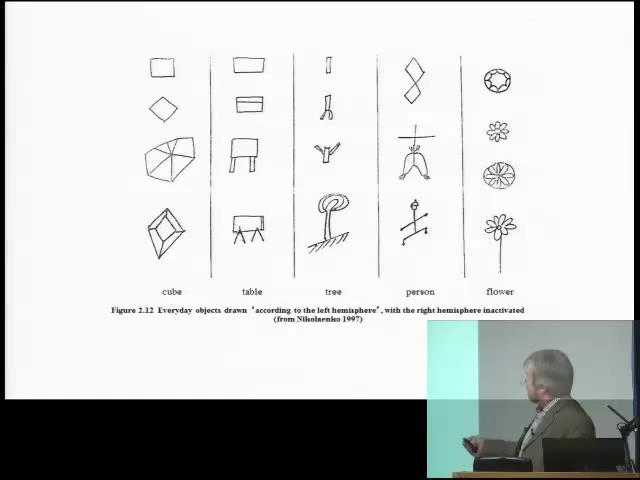 cube table tree person flower
Figure 2.12 Everyday objects drawn 'according to the left hemisphere', with the right hemisphere inactivated
(from Nikolaenko 1997)